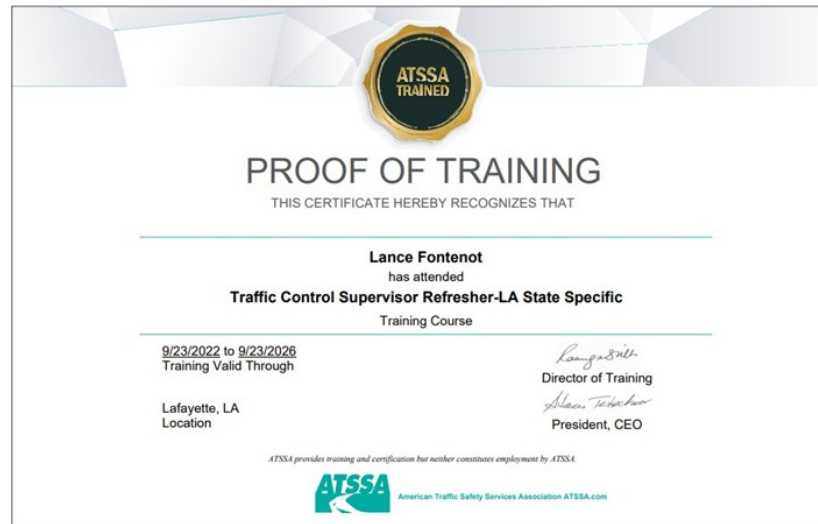 ATSSA
TRAINED
PROOF OF TRAINING
THIS CERTIFICATE HEREBY RECOGNIZES THAT
Lance Fontenot
has attended
Traffic Control Supervisor Refresher-LA State Specific
Training Course
9/23/2022 to 9/23/2026
Training Valid Through
Director of Training
Lafayette, LA
Location
President, CEO
ATSSA provides training and certification but neither constitutes employment by ATSSA.
ATSSA
American Traffic Safety Services Association ATSSA.com